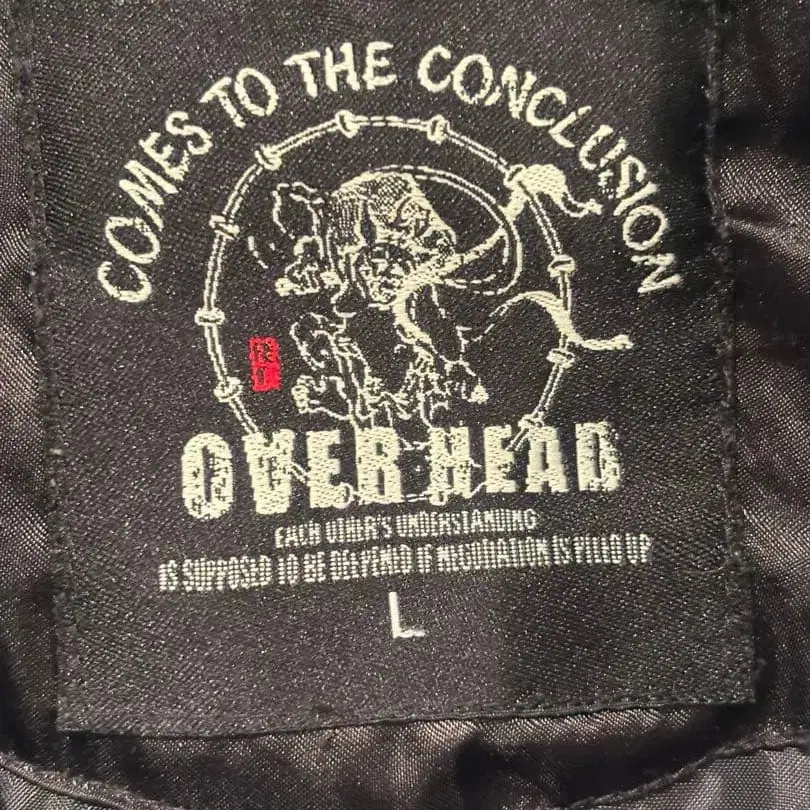 COMES TO THE CONCLUSION
OVER HEAD
EACH OTHER'S UNDERSTANDING
IS SUPPOSED TO BE DEEPENED IF NEGOTIATION IS PILED UP
L